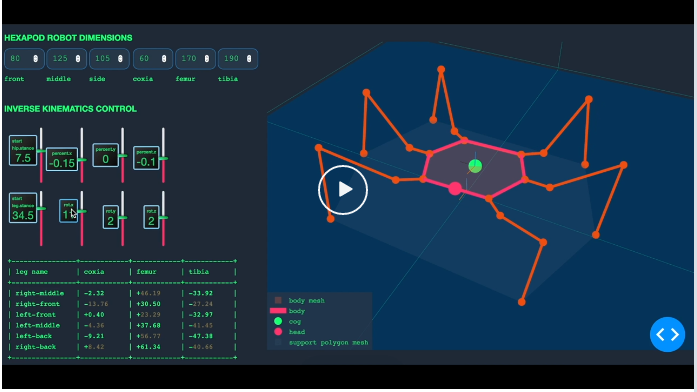 HEXAPOD ROBOT DIMENSIONS
80 125 105 60 170 190
front middle side coxia femur tibia
INVERSE KINEMATICS CONTROL
start
hip.stance
7.5
percent.x
-0.15
percent.y
0
percent.z
-0.1
start
leg.stance
34.5
rot.x
11
rot.y
2
rot.z
2
| leg name | coxia | femur | tibia |
| right-middle | -2.32 | +46.19 | -33.92 |
| right-front | -13.76 | +30.50 | -27.24 |
| left-front | +0.40 | +23.29 | -32.97 |
| left-middle | -4.36 | +37.68 | -41.45 |
| left-back | -9.21 | +56.77 | -47.38 |
| right-back | +8.42 | +61.34 | -40.66 |
body mesh
body
cog
head
support polygon mesh